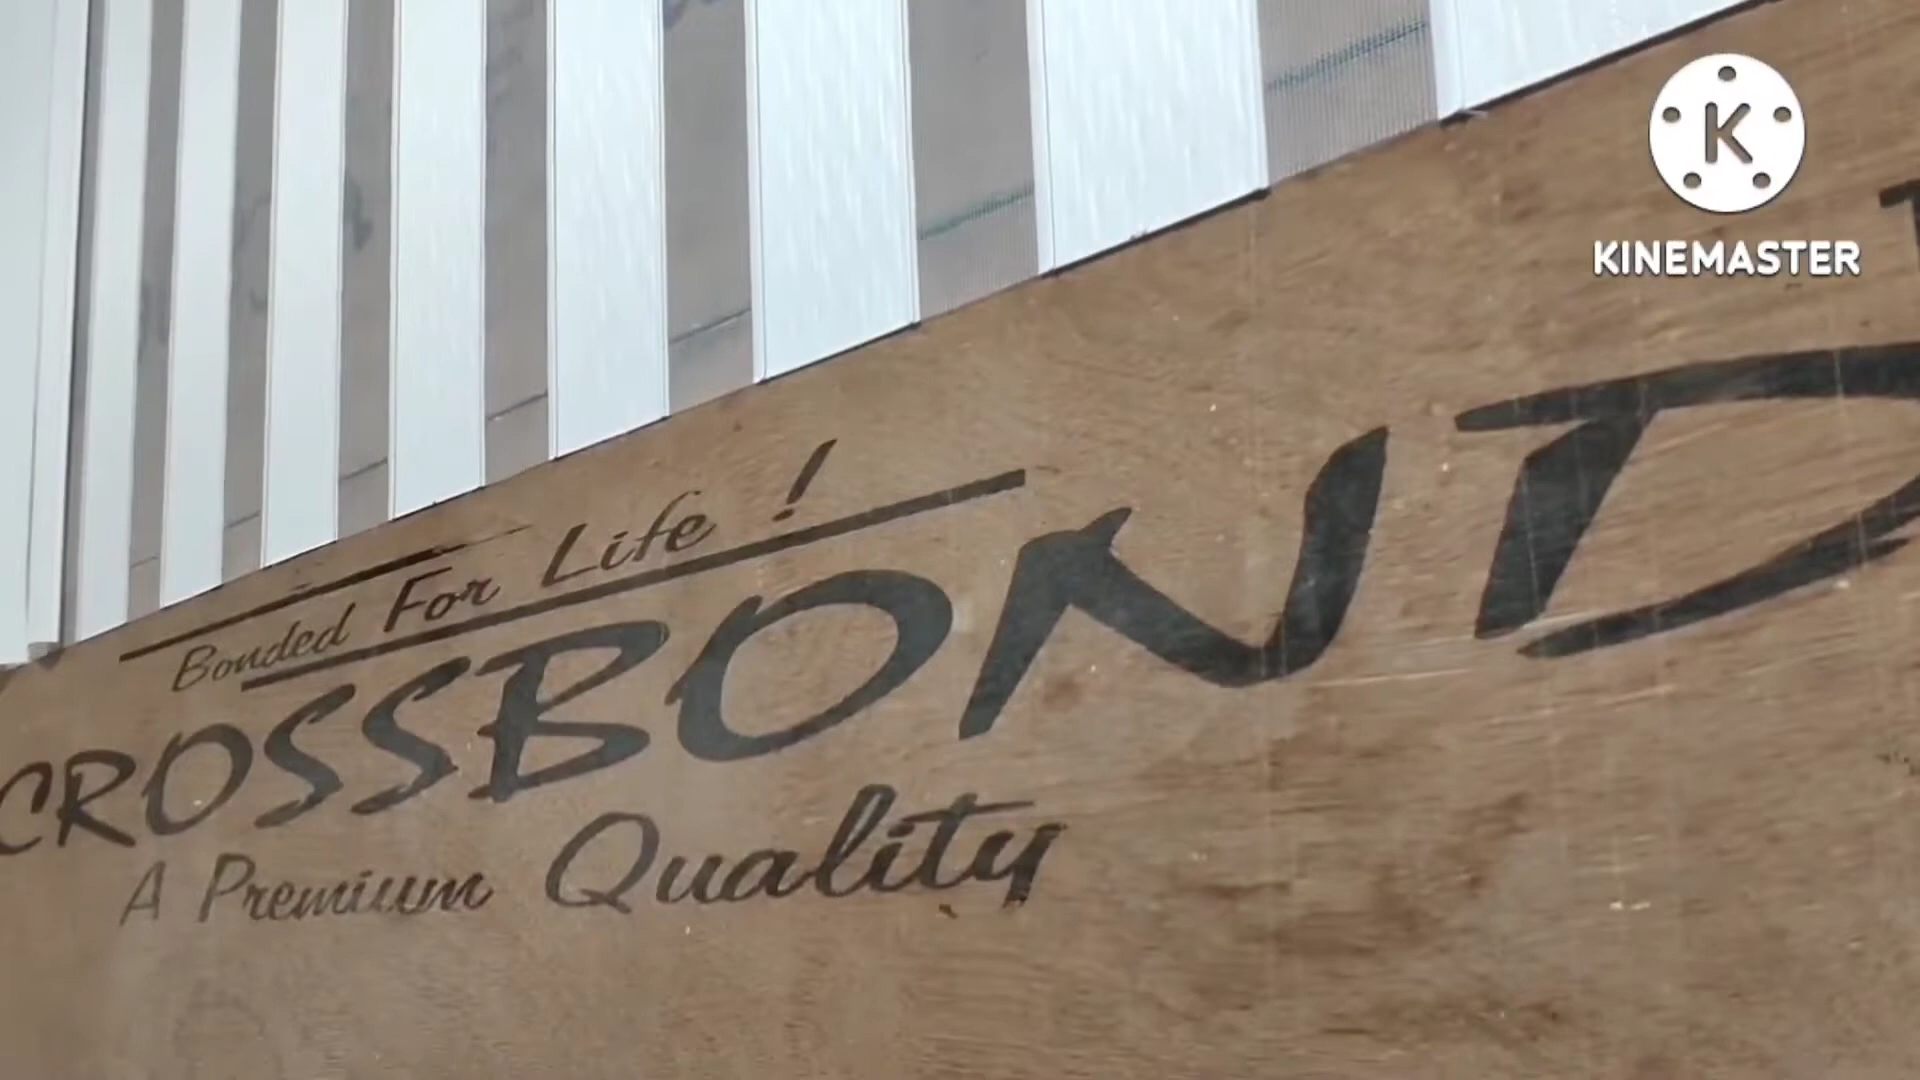 K
KINEMASTER
Bonded For Life !
CROSSBOND
A Premium Quality